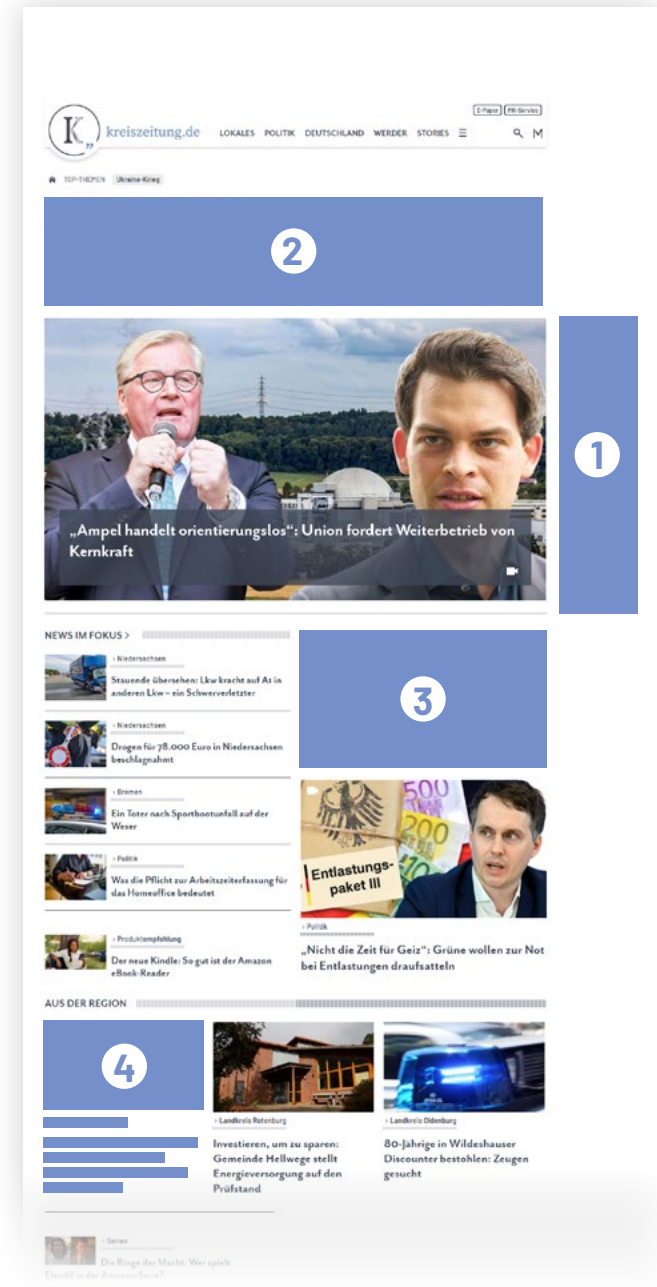 E-Paper MK-Service
K
kreiszeitung.de LOKALES POLITIK DEUTSCHLAND WERDER STORIES
TOP-THEMEN Ukraine-Krieg
2
1
„Ampel handelt orientierungslos“: Union fordert Weiterbetrieb von
Kernkraft
NEWS IM FOKUS >
› Niedersachsen
Stauende übersehen: Lkw kracht auf A1 in
anderen Lkw – ein Schwerverletzter
› Niedersachsen
Drogen für 78.000 Euro in Niedersachsen
beschlagnahmt
› Bremen
Ein Toter nach Sportbootunfall auf der
Weser
› Politik
Was die Pflicht zur Arbeitszeiterfassung für
das Homeoffice bedeutet
› Produktempfehlung
Der neue Kindle: So gut ist der Amazon
eBook-Reader
3
500
200
Entlastungs-
paket III
› Politik
„Nicht die Zeit für Geiz“: Grüne wollen zur Not
bei Entlastungen draufsatteln
AUS DER REGION
4
› Landkreis Rotenburg
Investieren, um zu sparen:
Gemeinde Hellwege stellt
Energieversorgung auf den
Prüfstand
› Landkreis Oldenburg
80-Jährige in Wildeshauser
Discounter bestohlen: Zeugen
gesucht
› Serien
Die Ringe der Macht: Wer spielt
Elendil in der Amazon-Serie?